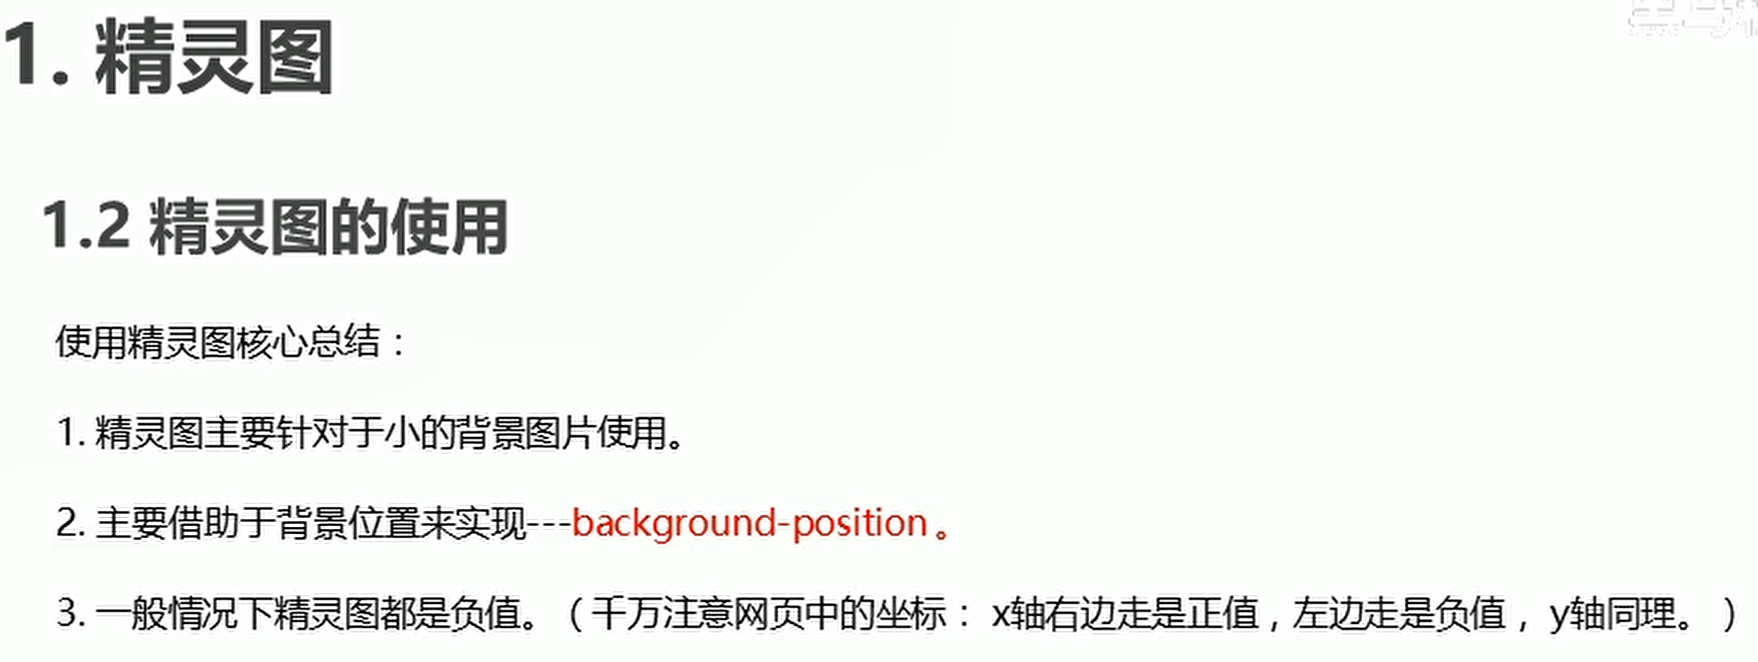 1. 精灵图
1.2 精灵图的使用
使用精灵图核心总结：
1. 精灵图主要针对于小的背景图片使用。
2. 主要借助于背景位置来实现---background-position。
3. 一般情况下精灵图都是负值。（千万注意网页中的坐标： x轴右边走是正值，左边走是负值， y轴同理。）